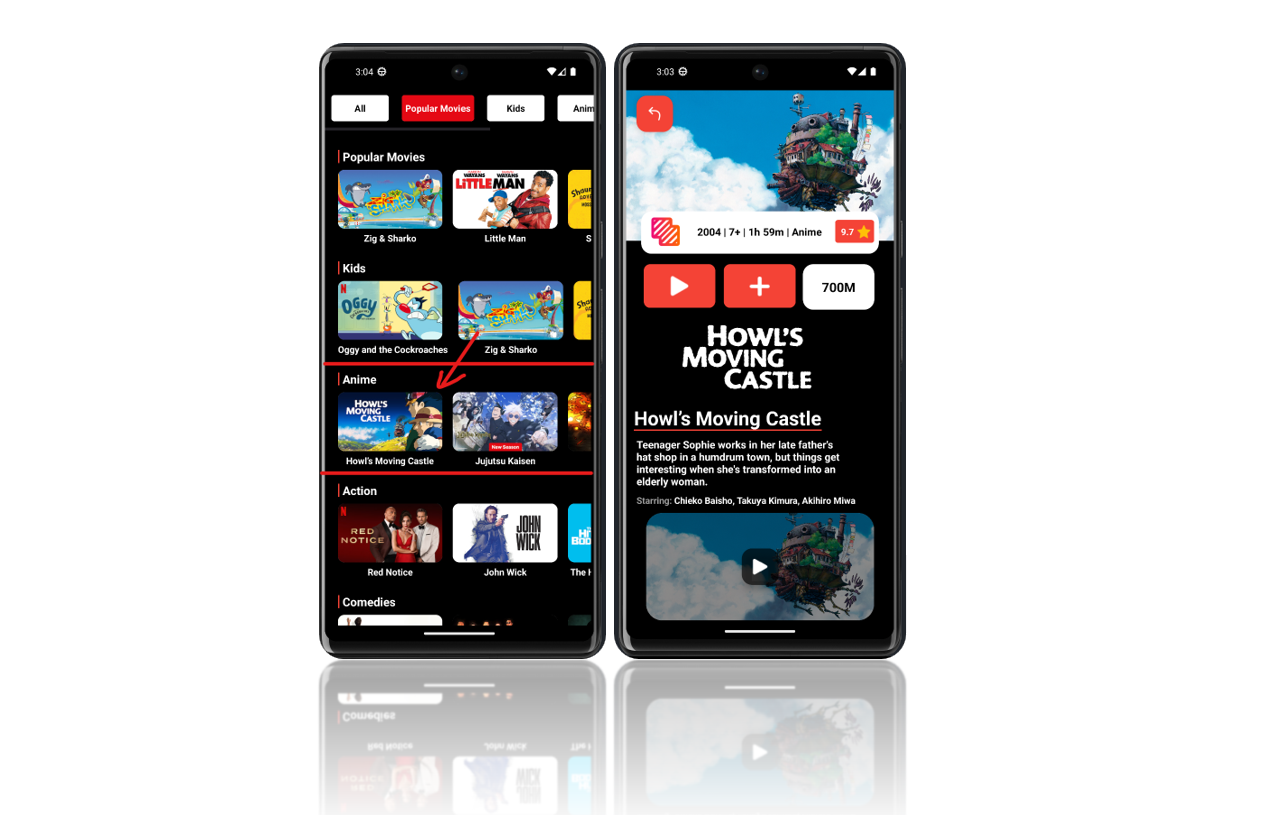 3:04
All
Popular Movies
Kids
Anim
Popular Movies
WAYANS WAYANS
LiTTLEMAN
Zig & Sharko
Little Man
S
Kids
N
OGGY
Oggy and the Cockroaches
Zig & Sharko
Anime
HOWL'S
MOVING
CASTLE
New Season
Howl's Moving Castle
Jujutsu Kaisen
Action
N
RED
NOTICE
JOHN
WICK
Red Notice
John Wick
The H
Comedies
3:03
2004 | 7+ | 1h 59m | Anime
9.7
700M
HOWL'S
MOVING
CASTLE
Howl's Moving Castle
Teenager Sophie works in her late father's
hat shop in a humdrum town, but things get
interesting when she's transformed into an
elderly woman.
Starring: Chieko Baisho, Takuya Kimura, Akihiro Miwa